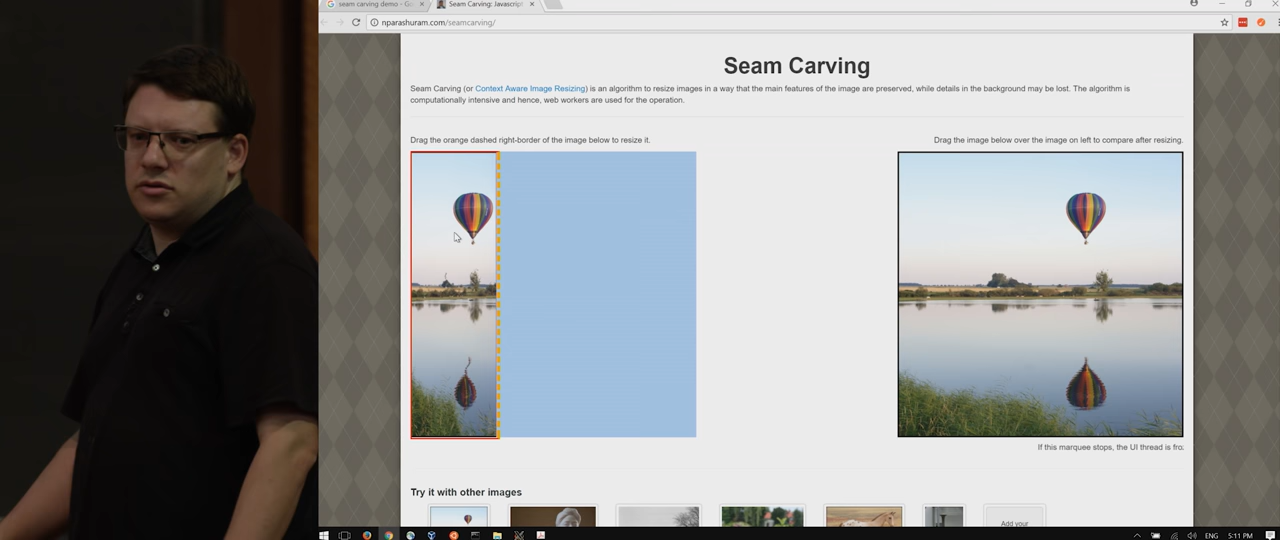 seam carving demo - Go
Seam Carving: Javascript
nparashuram.com/seamcarving/
Seam Carving
Seam Carving (or Context Aware Image Resizing) is an algorithm to resize images in a way that the main features of the image are preserved, while details in the background may be lost. The algorithm is
computationally intensive and hence, web workers are used for the operation.
Drag the orange dashed right-border of the image below to resize it.
Drag the image below over the image on left to compare after resizing.
If this marquee stops, the UI thread is fro
Try it with other images
Add your
ENG
5:11 PM